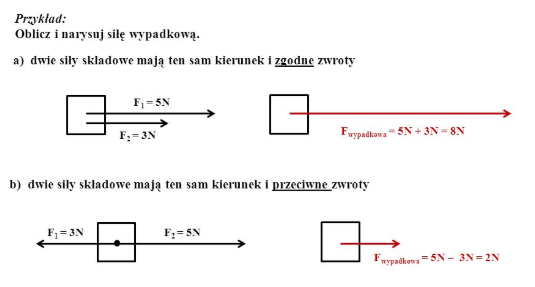 Przykład:
Oblicz i narysuj siłę wypadkową.
a) dwie siły składowe mają ten sam kierunek i zgodne zwroty
F₁ = 5N
F₂ = 3N
Fwypadkowa = 5N + 3N = 8N
b) dwie siły składowe mają ten sam kierunek i przeciwne zwroty
F₁ = 3N
F₂ = 5N
Fwypadkowa = 5N – 3N = 2N